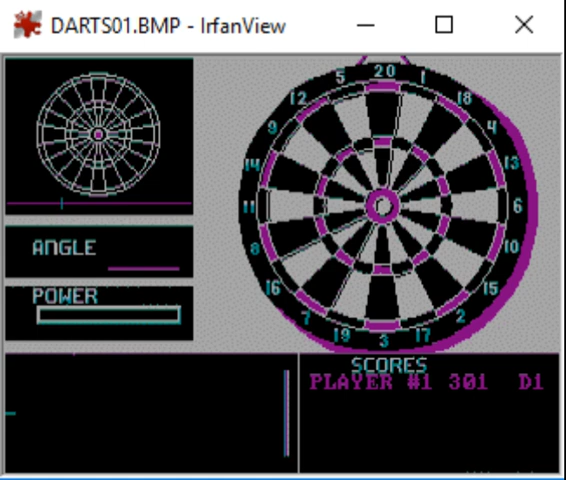 DARTS01.BMP - IrfanView
5 20 1
12 18
9 4
14 13
11 6
8 10
16 15
7 2
19 3 17
ANGLE
POWER
SCORES
PLAYER #1 301 D1